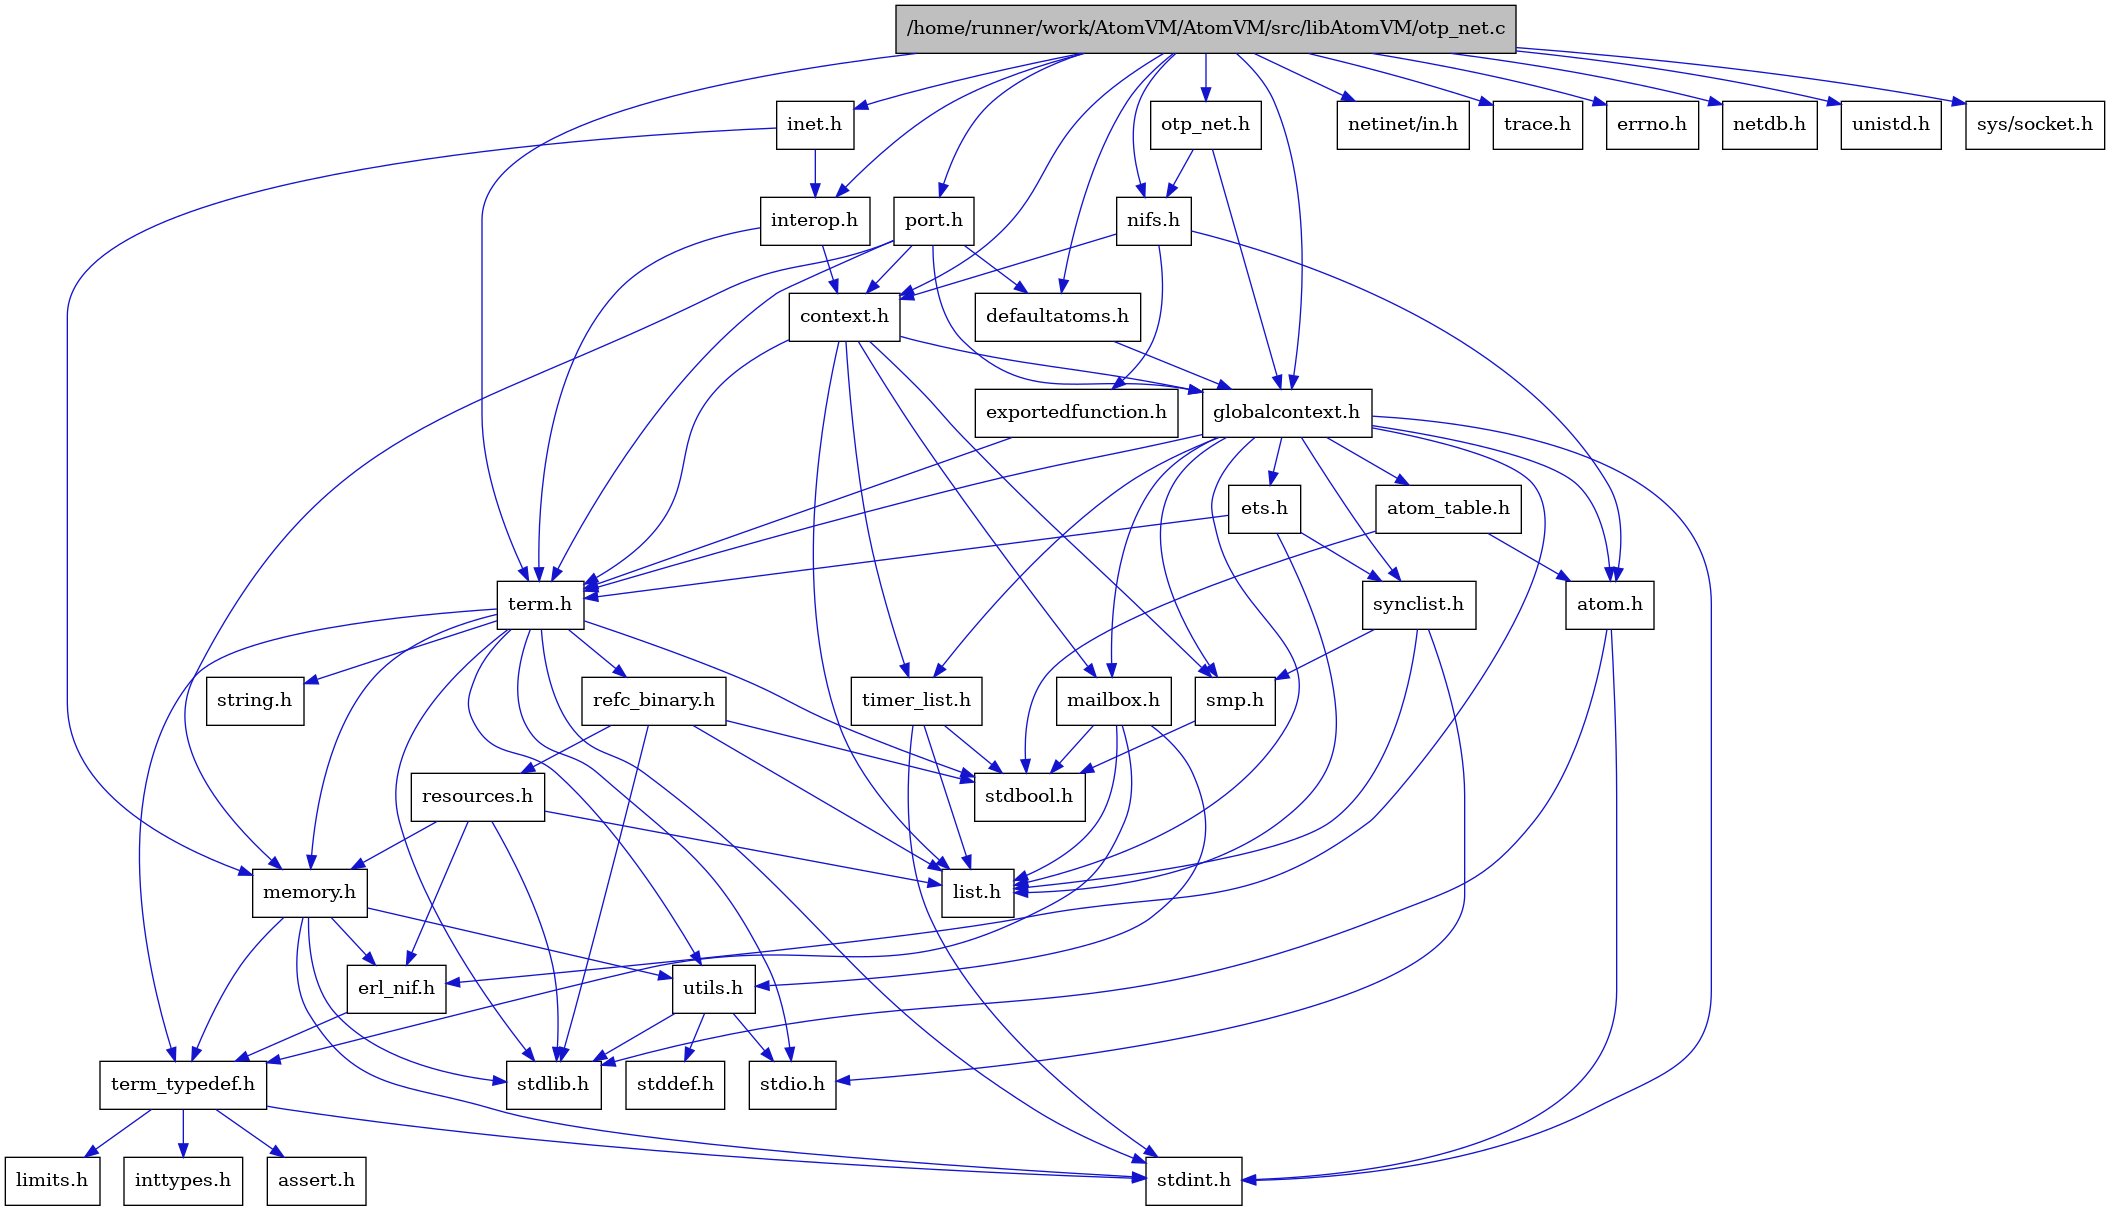 /home/runner/work/AtomVM/AtomVM/src/libAtomVM/otp_net.c
inet.h
otp_net.h
netinet/in.h
trace.h
errno.h
netdb.h
unistd.h
sys/socket.h
interop.h
port.h
nifs.h
context.h
defaultatoms.h
exportedfunction.h
globalcontext.h
ets.h
atom_table.h
term.h
synclist.h
atom.h
string.h
refc_binary.h
timer_list.h
mailbox.h
smp.h
resources.h
stdbool.h
memory.h
list.h
erl_nif.h
utils.h
term_typedef.h
stdlib.h
stddef.h
stdio.h
limits.h
inttypes.h
assert.h
stdint.h